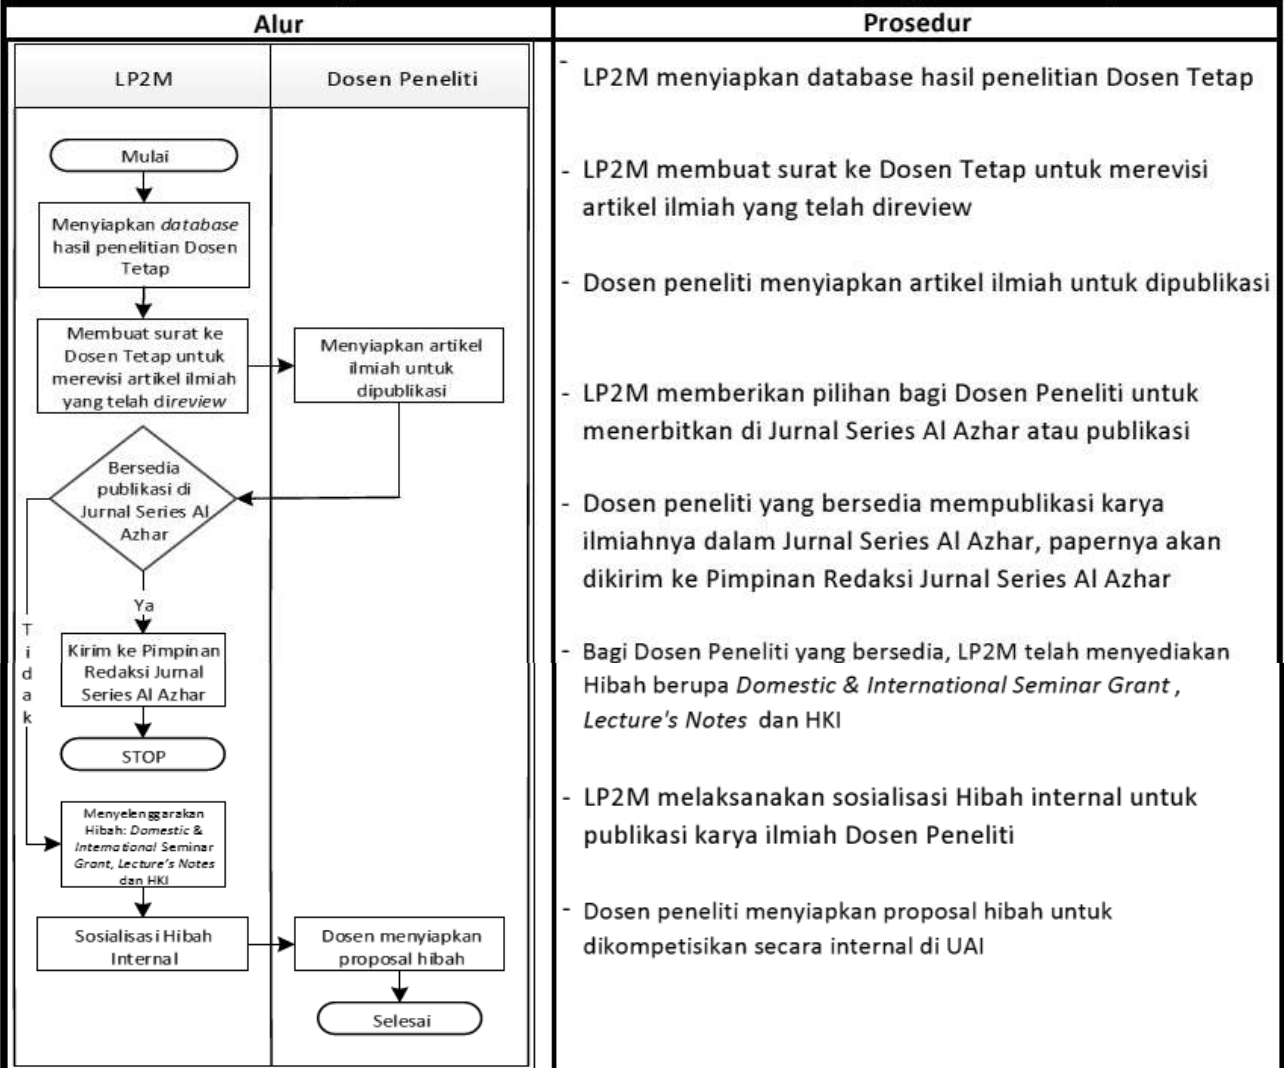 Alur
Prosedur
LP2M
Dosen Peneliti
Mulai
Menyiapkan database
hasil penelitian Dosen
Tetap
Membuat surat ke
Dosen Tetap untuk
merevisi artikel ilmiah
yang telah direview
Menyiapkan artikel
ilmiah untuk
dipublikasi
Bersedia
publikasi di
Jurnal Series Al
Azhar
Ya
Tidak
Kirim ke Pimpinan
Redaksi Jurnal
Series Al Azhar
STOP
Menyelenggarakan
Hibah: Domestic &
International Seminar
Grant, Lecture's Notes
dan HKI
Sosialisasi Hibah
Internal
Dosen menyiapkan
proposal hibah
Selesai
- LP2M menyiapkan database hasil penelitian Dosen Tetap
- LP2M membuat surat ke Dosen Tetap untuk merevisi
artikel ilmiah yang telah direview
- Dosen peneliti menyiapkan artikel ilmiah untuk dipublikasi
- LP2M memberikan pilihan bagi Dosen Peneliti untuk
menerbitkan di Jurnal Series Al Azhar atau publikasi
- Dosen peneliti yang bersedia mempublikasi karya
ilmiahnya dalam Jurnal Series Al Azhar, papernya akan
dikirim ke Pimpinan Redaksi Jurnal Series Al Azhar
- Bagi Dosen Peneliti yang bersedia, LP2M telah menyediakan
Hibah berupa Domestic & International Seminar Grant ,
Lecture's Notes dan HKI
- LP2M melaksanakan sosialisasi Hibah internal untuk
publikasi karya ilmiah Dosen Peneliti
- Dosen peneliti menyiapkan proposal hibah untuk
dikompetisikan secara internal di UAI